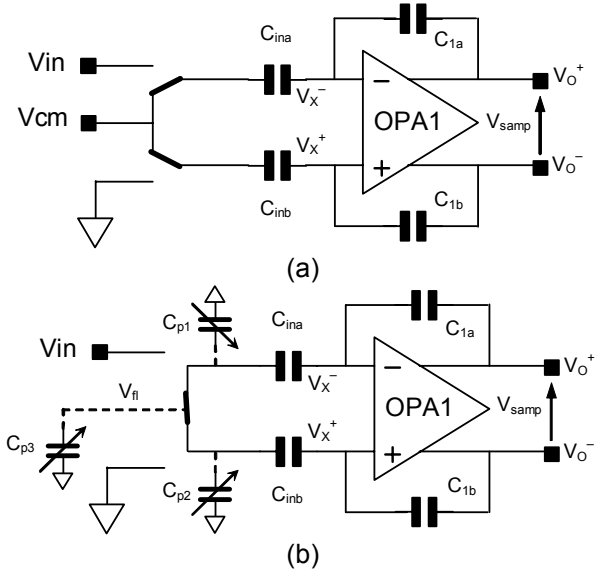 C1a
Cina
Vin
VX−
−
VO+
Vcm
OPA1
Vsamp
VX+
+
VO−
Cinb
C1b
(a)
Cp1
Cina
C1a
Vin
Vfl
VX−
−
VO+
OPA1
Vsamp
VX+
+
VO−
Cp3
Cp2
Cinb
C1b
(b)